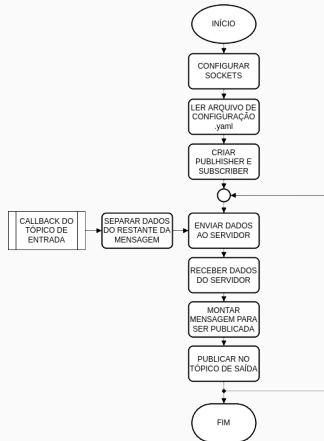 INÍCIO
CONFIGURAR
SOCKETS
LER ARQUIVO DE
CONFIGURAÇÃO
.yaml
CRIAR
PUBLHISHER E
SUBSCRIBER
CALLBACK DO
TÓPICO DE
ENTRADA
SEPARAR DADOS
DO RESTANTE DA
MENSAGEM
ENVIAR DADOS
AO SERVIDOR
RECEBER DADOS
DO SERVIDOR
MONTAR
MENSAGEM PARA
SER PUBLICADA
PUBLICAR NO
TÓPICO DE SAÍDA
FIM